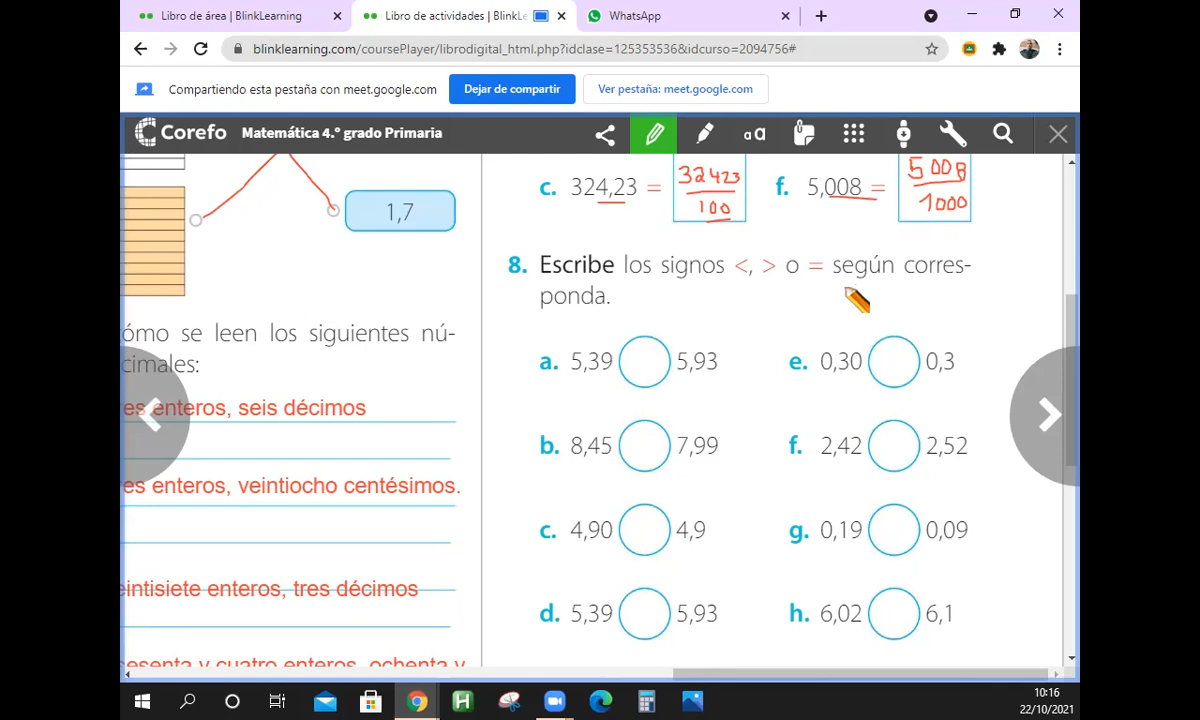 Libro de área | BlinkLearning
Libro de actividades | BlinkLe
WhatsApp
blinklearning.com/coursePlayer/librodigital_html.php?idclase=125353536&idcurso=2094756#
Compartiendo esta pestaña con meet.google.com
Dejar de compartir
Ver pestaña: meet.google.com
Corefo
Matemática 4.º grado Primaria
aa
1,7
ómo se leen los siguientes nú-
cimales:
es enteros, seis décimos
es enteros, veintiocho centésimos.
eintisiete enteros, tres décimos
esenta y cuatro enteros, ochenta y
c. 324,23 = 32423
100
f. 5,008 = 5008
1000
8. Escribe los signos <, > o = según corres-
ponda.
a. 5,39 5,93
b. 8,45 7,99
c. 4,90 4,9
d. 5,39 5,93
e. 0,30 0,3
f. 2,42 2,52
g. 0,19 0,09
h. 6,02 6,1
10:16
22/10/2021